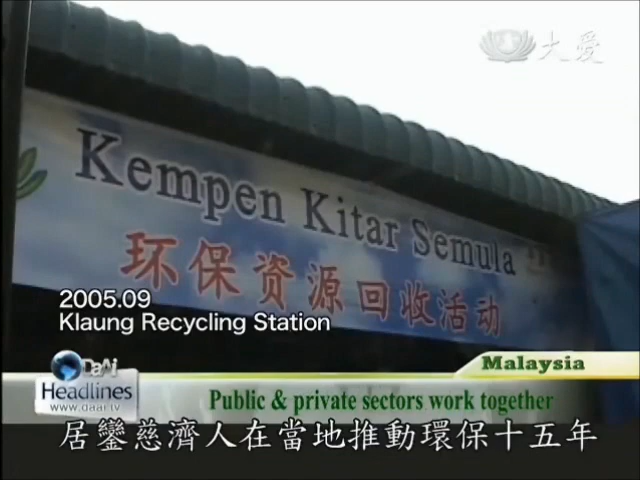 大愛
Kempen Kitar Semula
环保资源回收活动
2005.09
Klaung Recycling Station
DaAi
Headlines
www.daai.tv
Malaysia
Public & private sectors work together
居鑾慈濟人在當地推動環保十五年